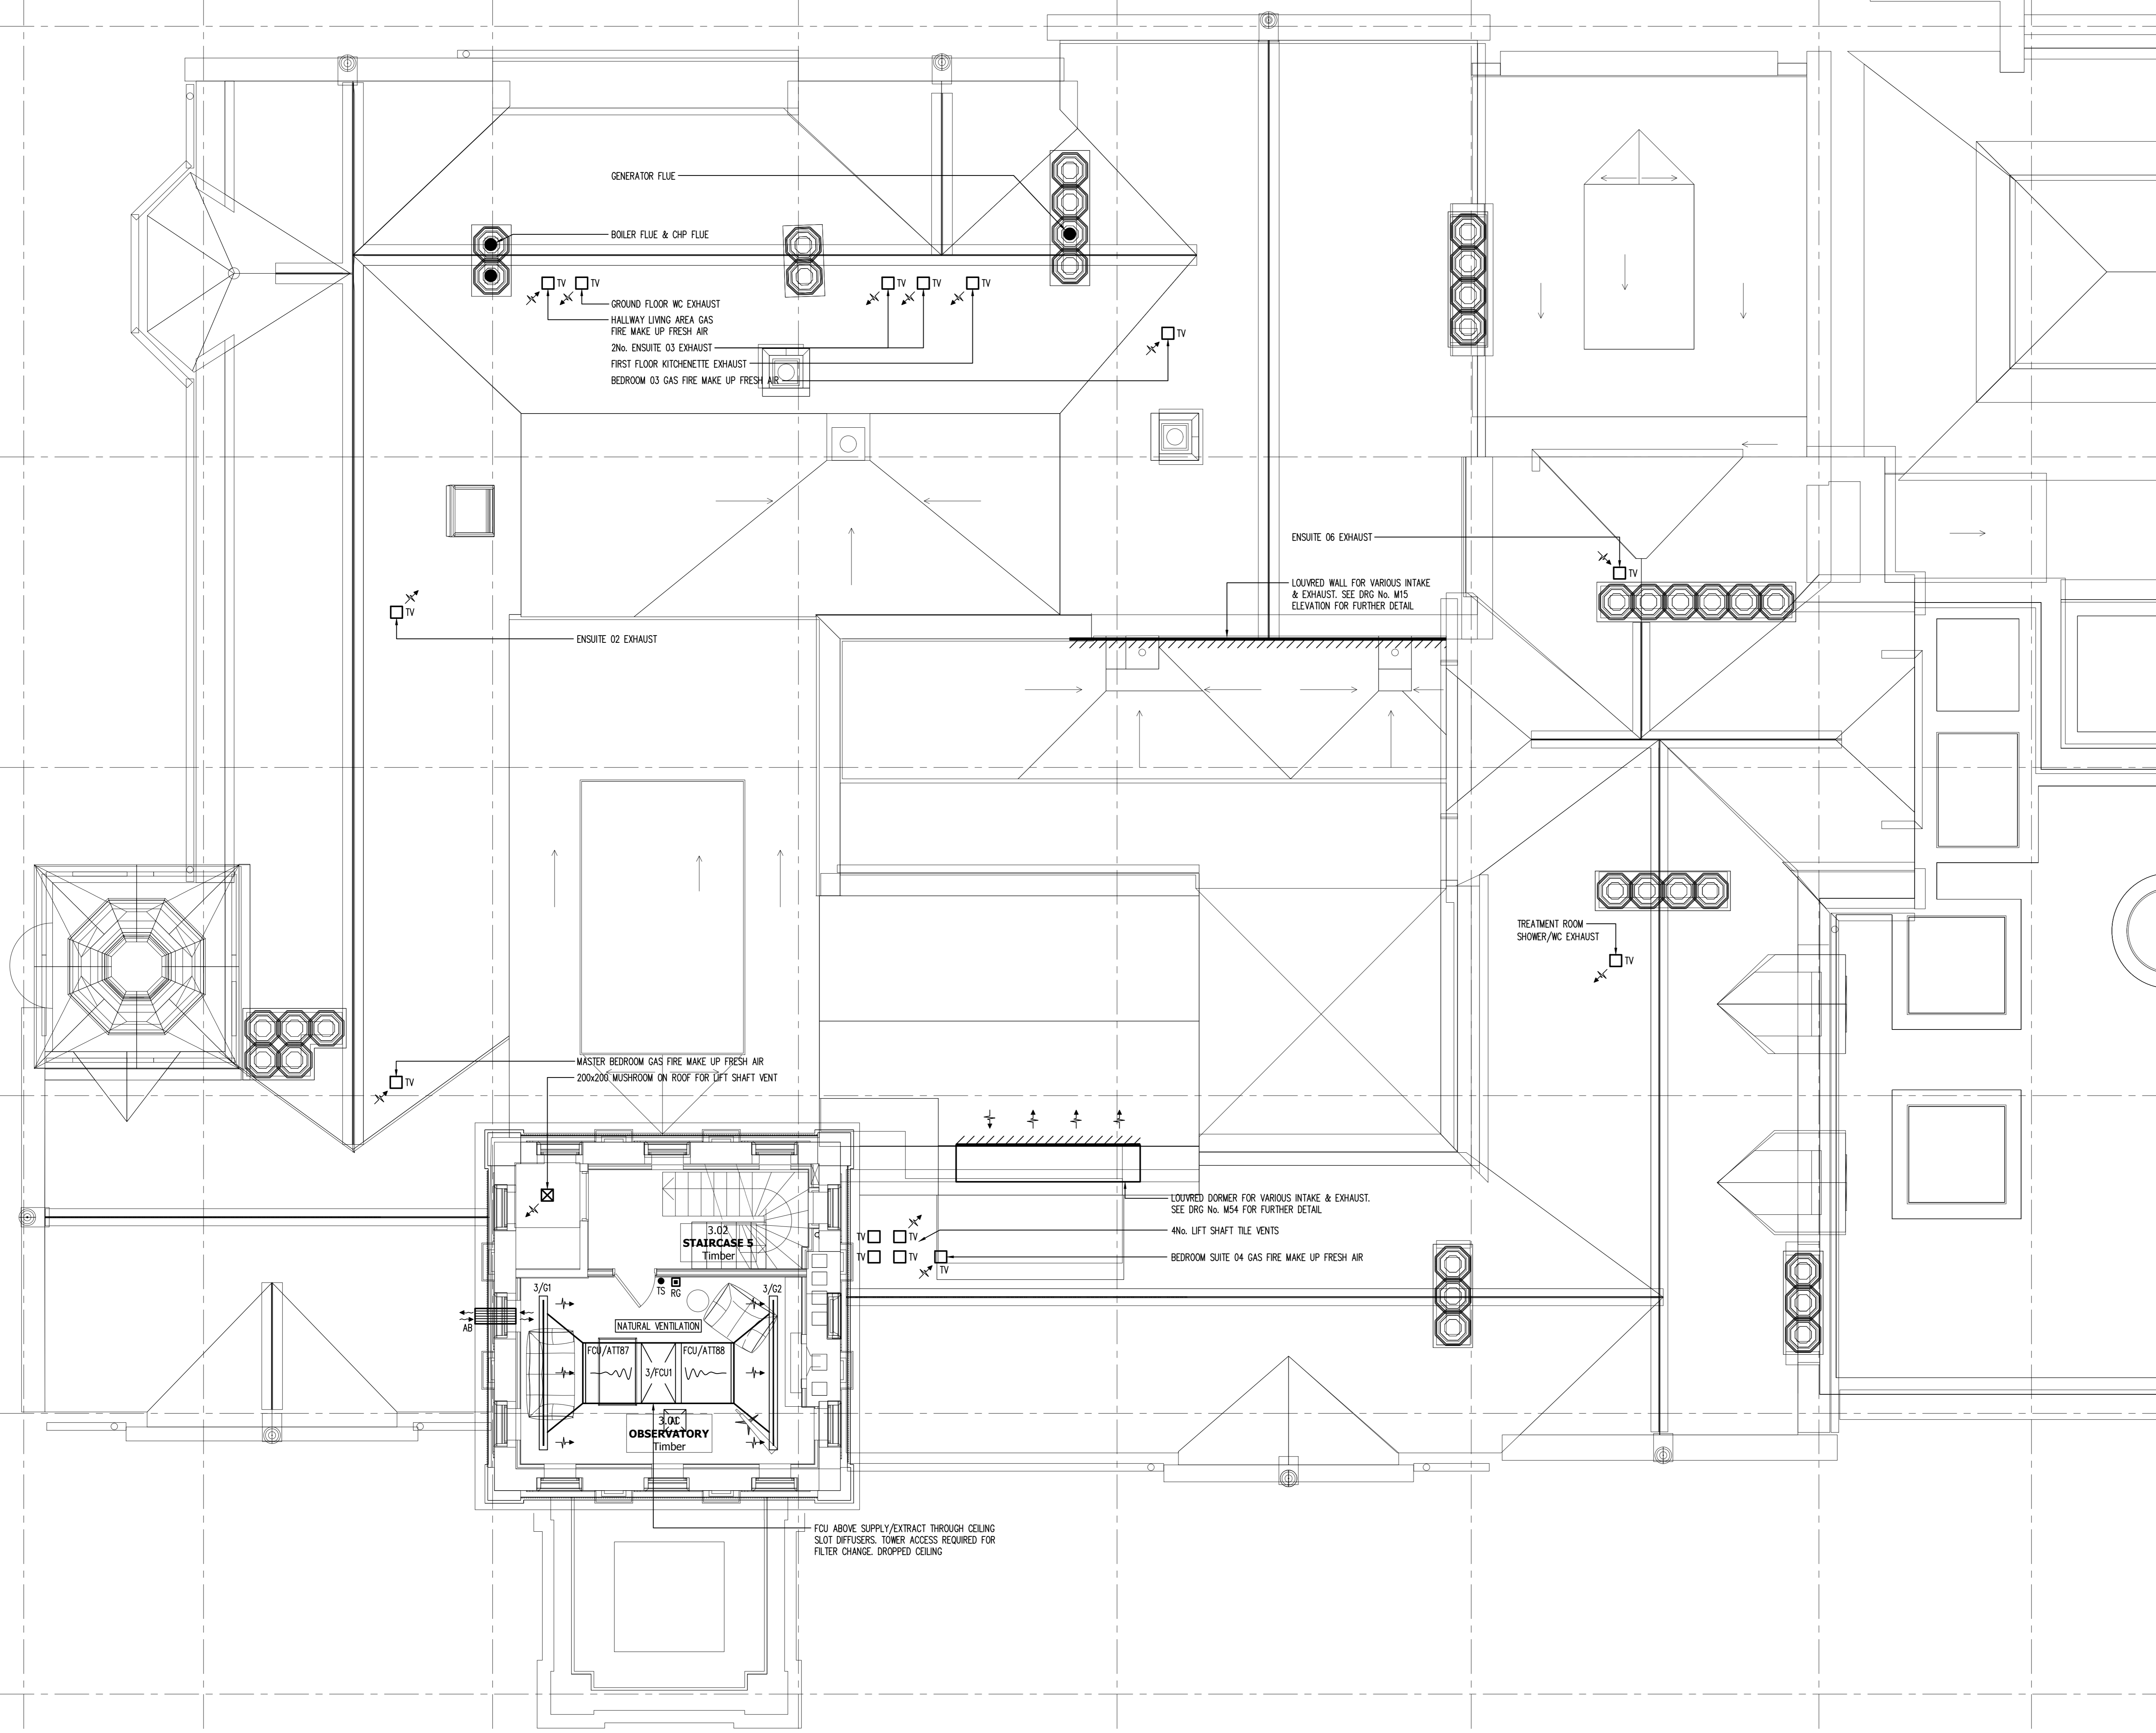 GENERATOR FLUE
BOILER FLUE & CHP FLUE
TV
TV
TV
TV
TV
TV
GROUND FLOOR WC EXHAUST
HALLWAY LIVING AREA GAS
FIRE MAKE UP FRESH AIR
2No. ENSUITE 03 EXHAUST
FIRST FLOOR KITCHENETTE EXHAUST
BEDROOM 03 GAS FIRE MAKE UP FRESH AIR
ENSUITE 06 EXHAUST
TV
LOUVRED WALL FOR VARIOUS INTAKE
& EXHAUST. SEE DRG No. M15
ELEVATION FOR FURTHER DETAIL
TV
ENSUITE 02 EXHAUST
TREATMENT ROOM
SHOWER/WC EXHAUST
TV
MASTER BEDROOM GAS FIRE MAKE UP FRESH AIR
200x200 MUSHROOM ON ROOF FOR LIFT SHAFT VENT
TV
LOUVRED DORMER FOR VARIOUS INTAKE & EXHAUST.
SEE DRG No. M54 FOR FURTHER DETAIL
4No. LIFT SHAFT TILE VENTS
BEDROOM SUITE 04 GAS FIRE MAKE UP FRESH AIR
TV
TV
TV
TV
TV
3.02
STAIRCASE 5
Timber
TS
RG
3/G1
3/G2
AB
NATURAL VENTILATION
FCU/ATT87
3/FCU1
FCU/ATT88
3.01
OBSERVATORY
Timber
FCU ABOVE SUPPLY/EXTRACT THROUGH CEILING
SLOT DIFFUSERS. TOWER ACCESS REQUIRED FOR
FILTER CHANGE. DROPPED CEILING